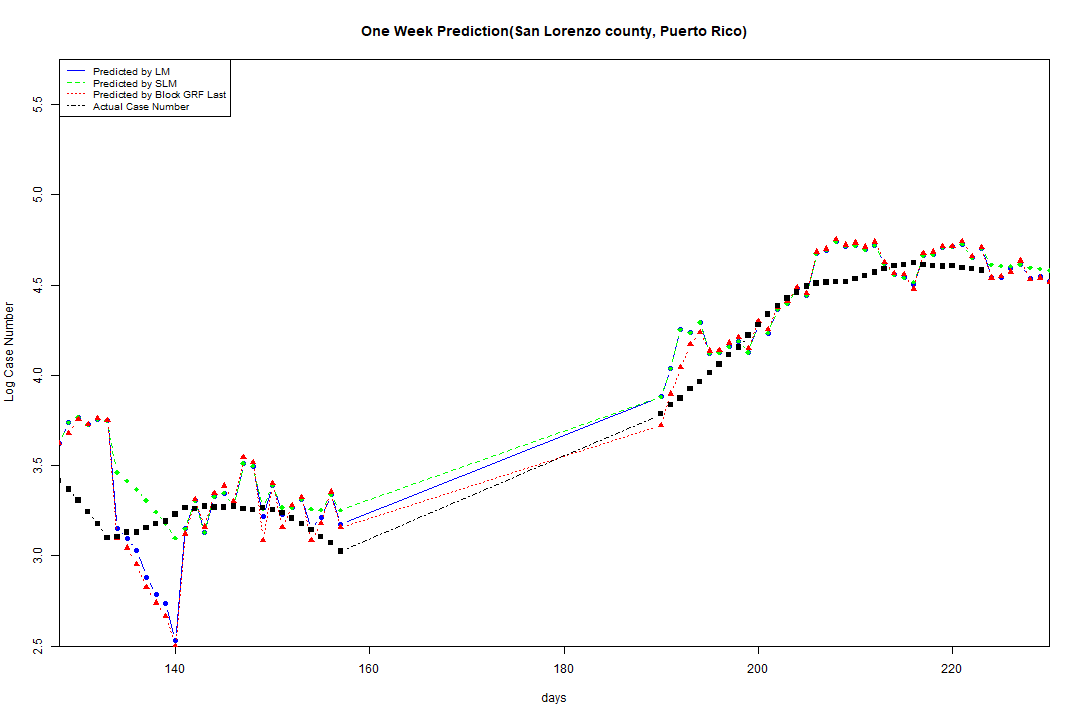 One Week Prediction(San Lorenzo county, Puerto Rico)
Predicted by LM
Predicted by SLM
Predicted by Block GRF Last
Actual Case Number
Log Case Number
5.5
5.0
4.5
4.0
3.5
3.0
2.5
140 160 180 200 220
days